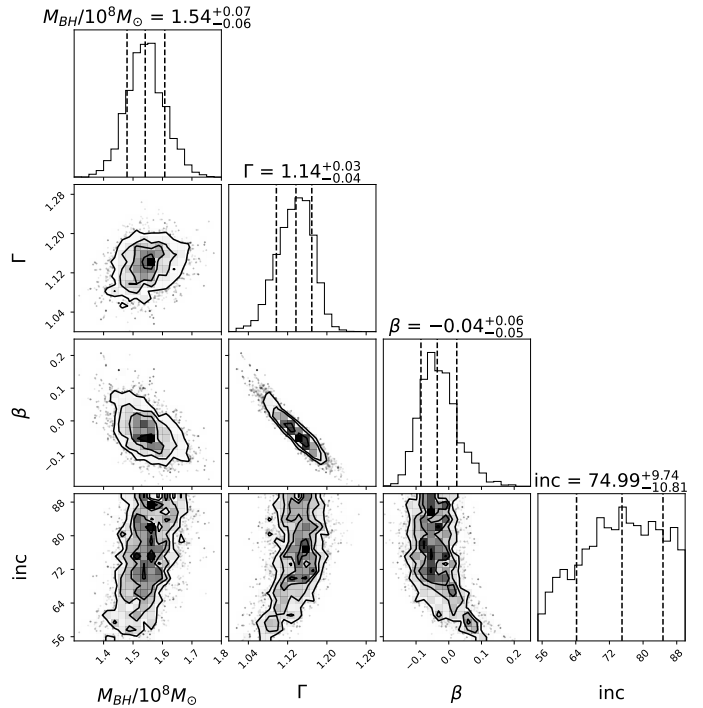 M_{BH}/10^8M_⊙ = 1.54^{+0.07}_{-0.06}
Γ = 1.14^{+0.03}_{-0.04}
1.28
1.20
1.12
1.04
Γ
β = −0.04^{+0.06}_{-0.05}
0.2
0.1
0.0
−0.1
β
inc = 74.99^{+9.74}_{-10.81}
88
80
72
64
56
inc
1.4 1.5 1.6 1.7 1.8
1.04 1.12 1.20 1.28
−0.1 0.0 0.1 0.2
56 64 72 80 88
M_{BH}/10^8M_⊙ Γ β inc